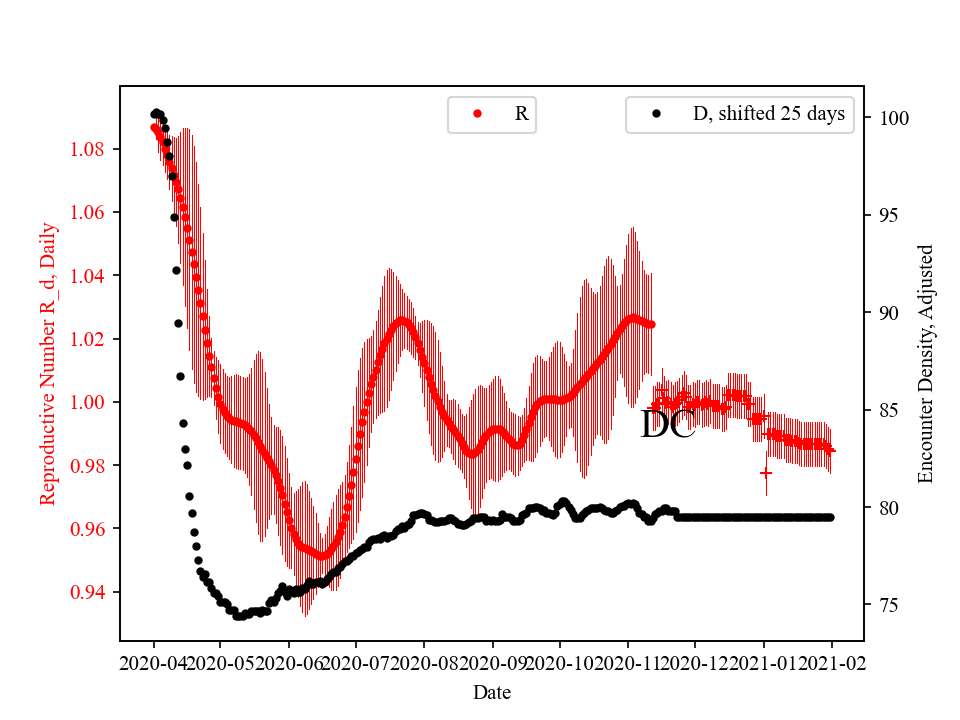 R
D, shifted 25 days
Reproductive Number R_d, Daily
1.08
1.06
1.04
1.02
1.00
0.98
0.96
0.94
DC
100
95
90
85
80
75
Encounter Density, Adjusted
2020-04 2020-05 2020-06 2020-07 2020-08 2020-09 2020-10 2020-11 2020-12 2021-01 2021-02
Date